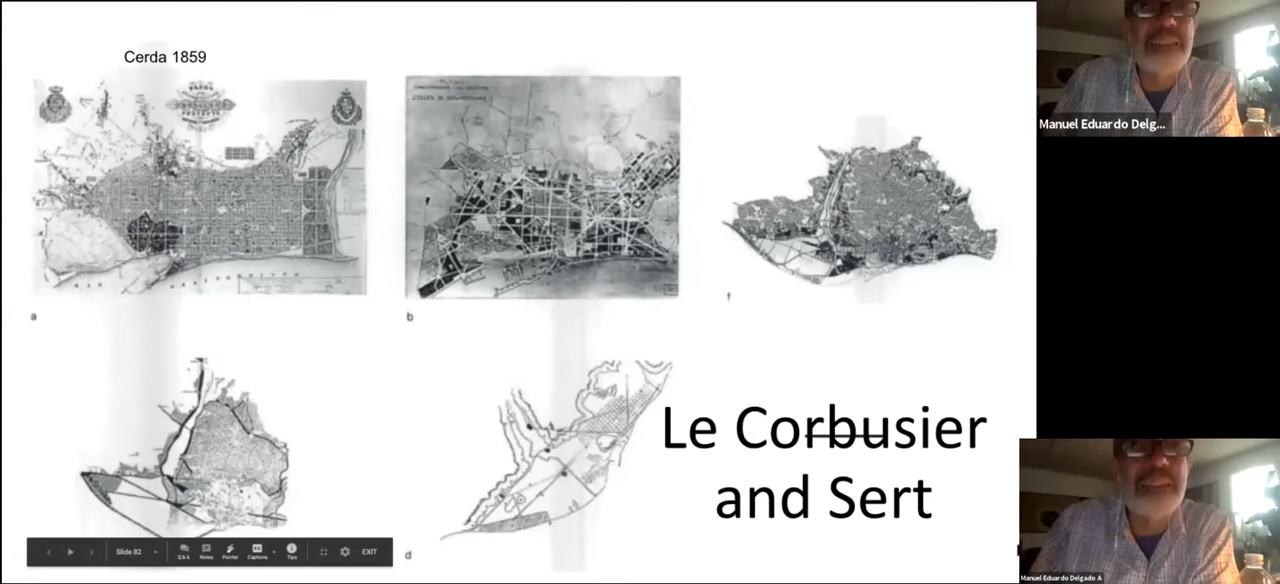 Cerda 1859
a
b
f
Le Corbusier
and Sert
d
Slide 82
Q & A
Notes
Pointer
Captions
Tips
EXIT
Manuel Eduardo Delg...
Manuel Eduardo Delgado A